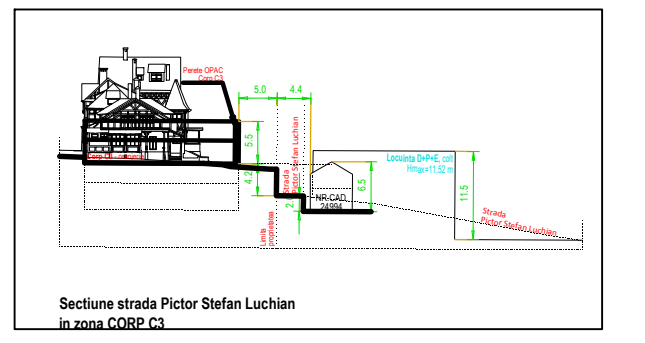 Perete OPAC
Corp C3
5.0
4.4
5.5
4.2
Strada
Pictor Stefan Luchian
Locuinta D+P+E, colt
Hmax=11,52 m
6.5
11.5
NR-CAD
24994
2.
Limita
proprietatea
Strada
Pictor Stefan Luchian
Sectiune strada Pictor Stefan Luchian
in zona CORP C3